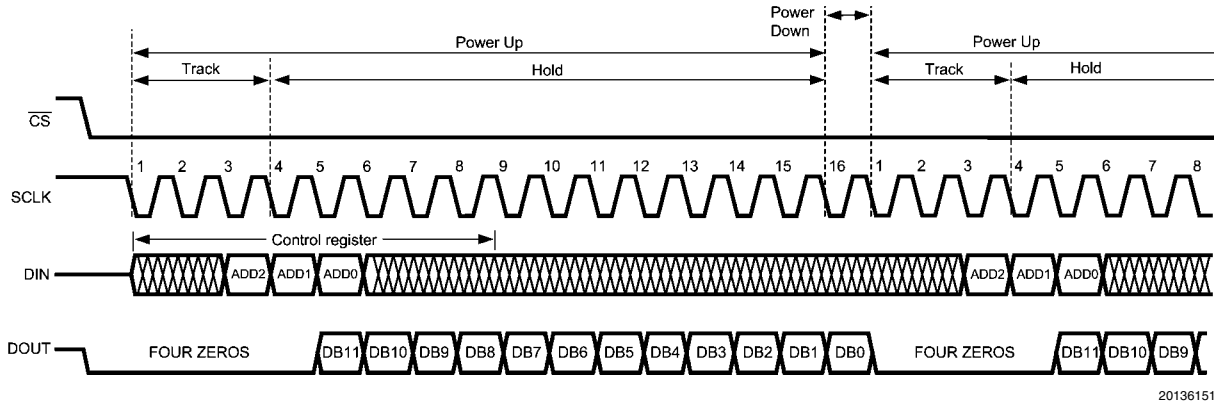 Power Down
Power Up
Power Up
Track
Hold
Track
Hold
CS
1 2 3 4 5 6 7 8 9 10 11 12 13 14 15 16 1 2 3 4 5 6 7 8
SCLK
Control register
DIN
ADD2 ADD1 ADD0 ADD2 ADD1 ADD0
DOUT
FOUR ZEROS DB11 DB10 DB9 DB8 DB7 DB6 DB5 DB4 DB3 DB2 DB1 DB0 FOUR ZEROS DB11 DB10 DB9
20136151